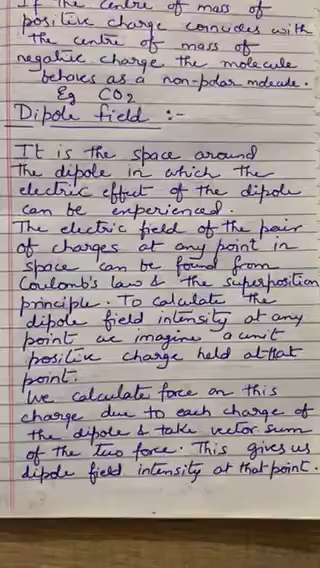 If the centre of mass of
positive charge coincides with
the centre of mass of
negative charge the molecule
behaves as a non-polar molecule.
Eg CO2
Dipole field :-
It is the space around
the dipole in which the
electric effect of the dipole
can be experienced.
The electric field of the pair
of charges at any point in
space can be found from
Coulomb's law & the superposition
principle. To calculate the
dipole field intensity at any
point we imagine a unit
positive charge held at that
point.
We calculate force on this
charge due to each charge of
the dipole & take vector sum
of the two force. This gives us
dipole field intensity at that point.